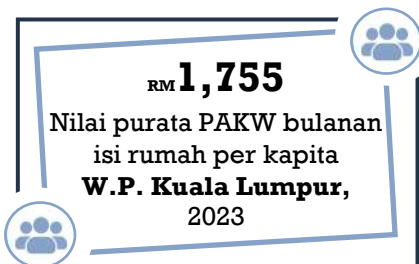 RM1,755
Nilai purata PAKW bulanan
isi rumah per kapita
W.P. Kuala Lumpur,
2023